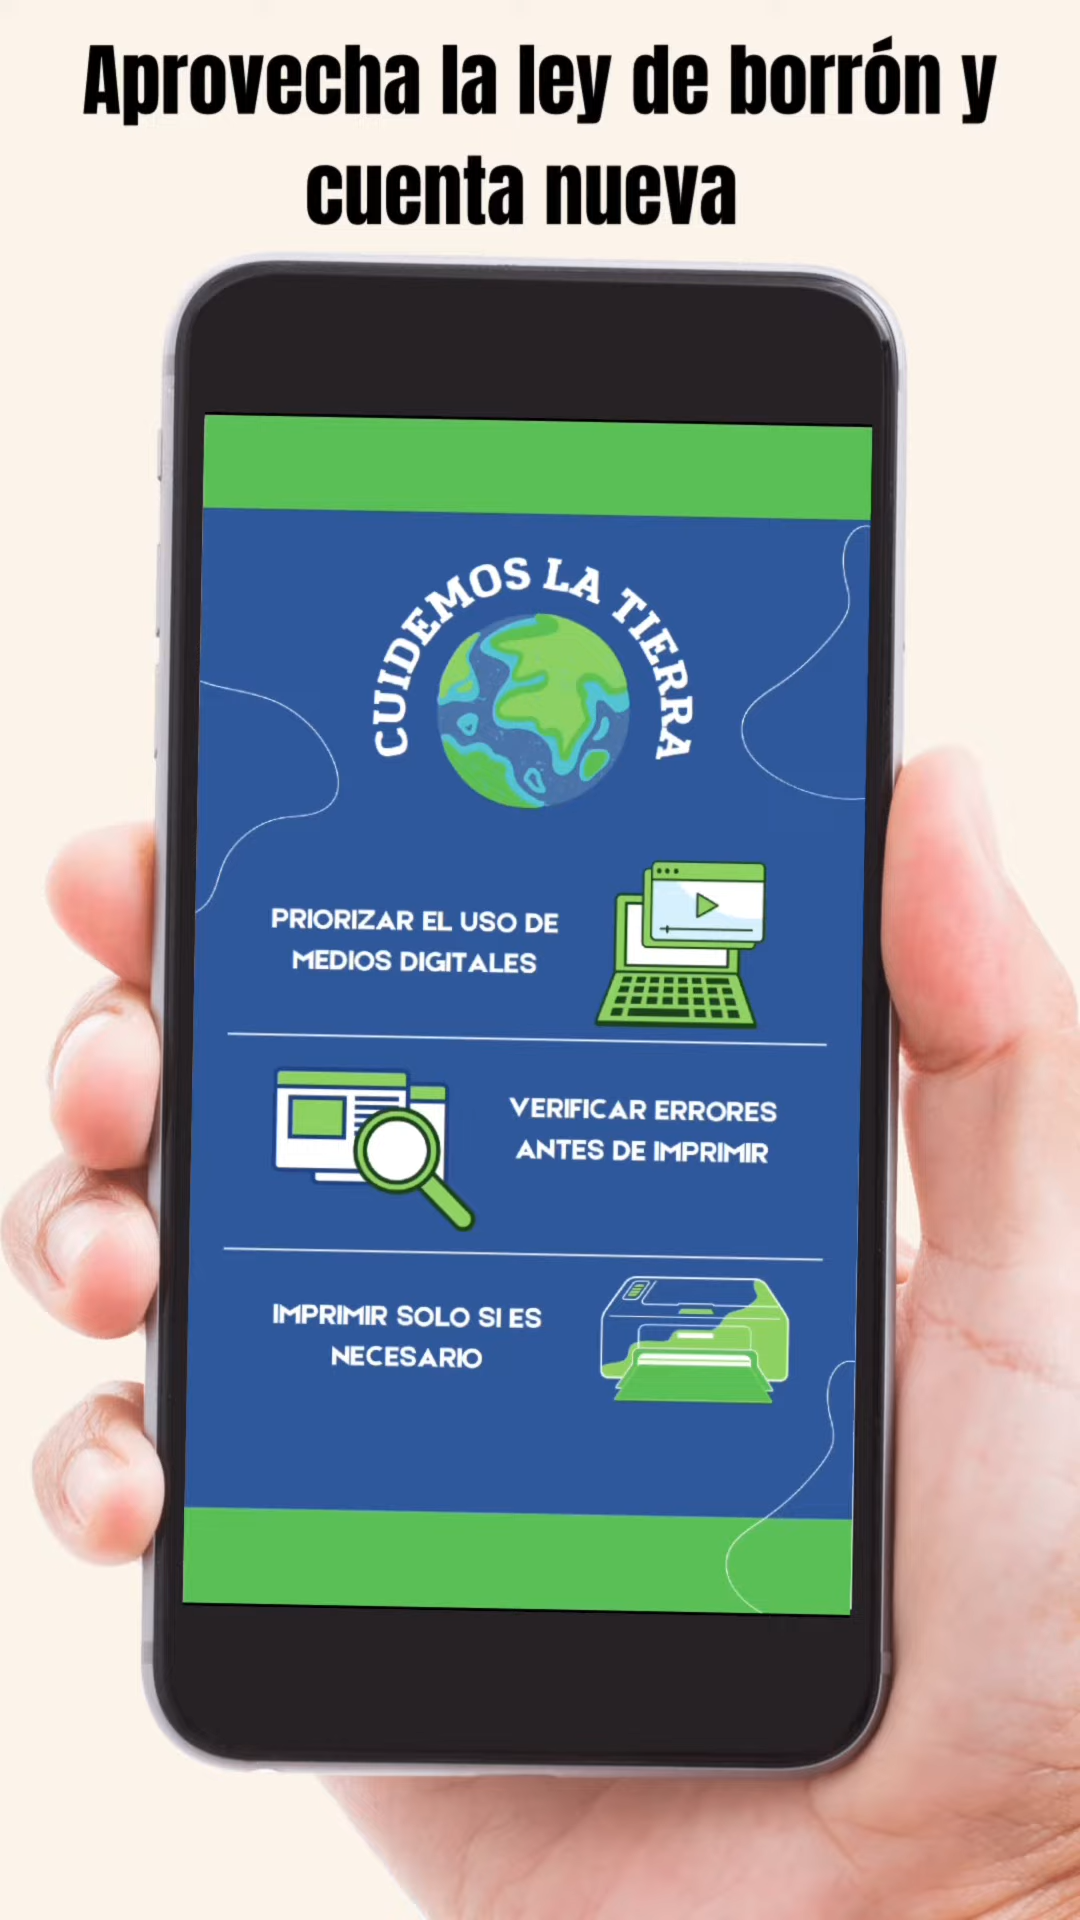 Aprovecha la ley de borrón y
cuenta nueva
CUIDEMOS LA TIERRA
PRIORIZAR EL USO DE
MEDIOS DIGITALES
VERIFICAR ERRORES
ANTES DE IMPRIMIR
IMPRIMIR SOLO SI ES
NECESARIO